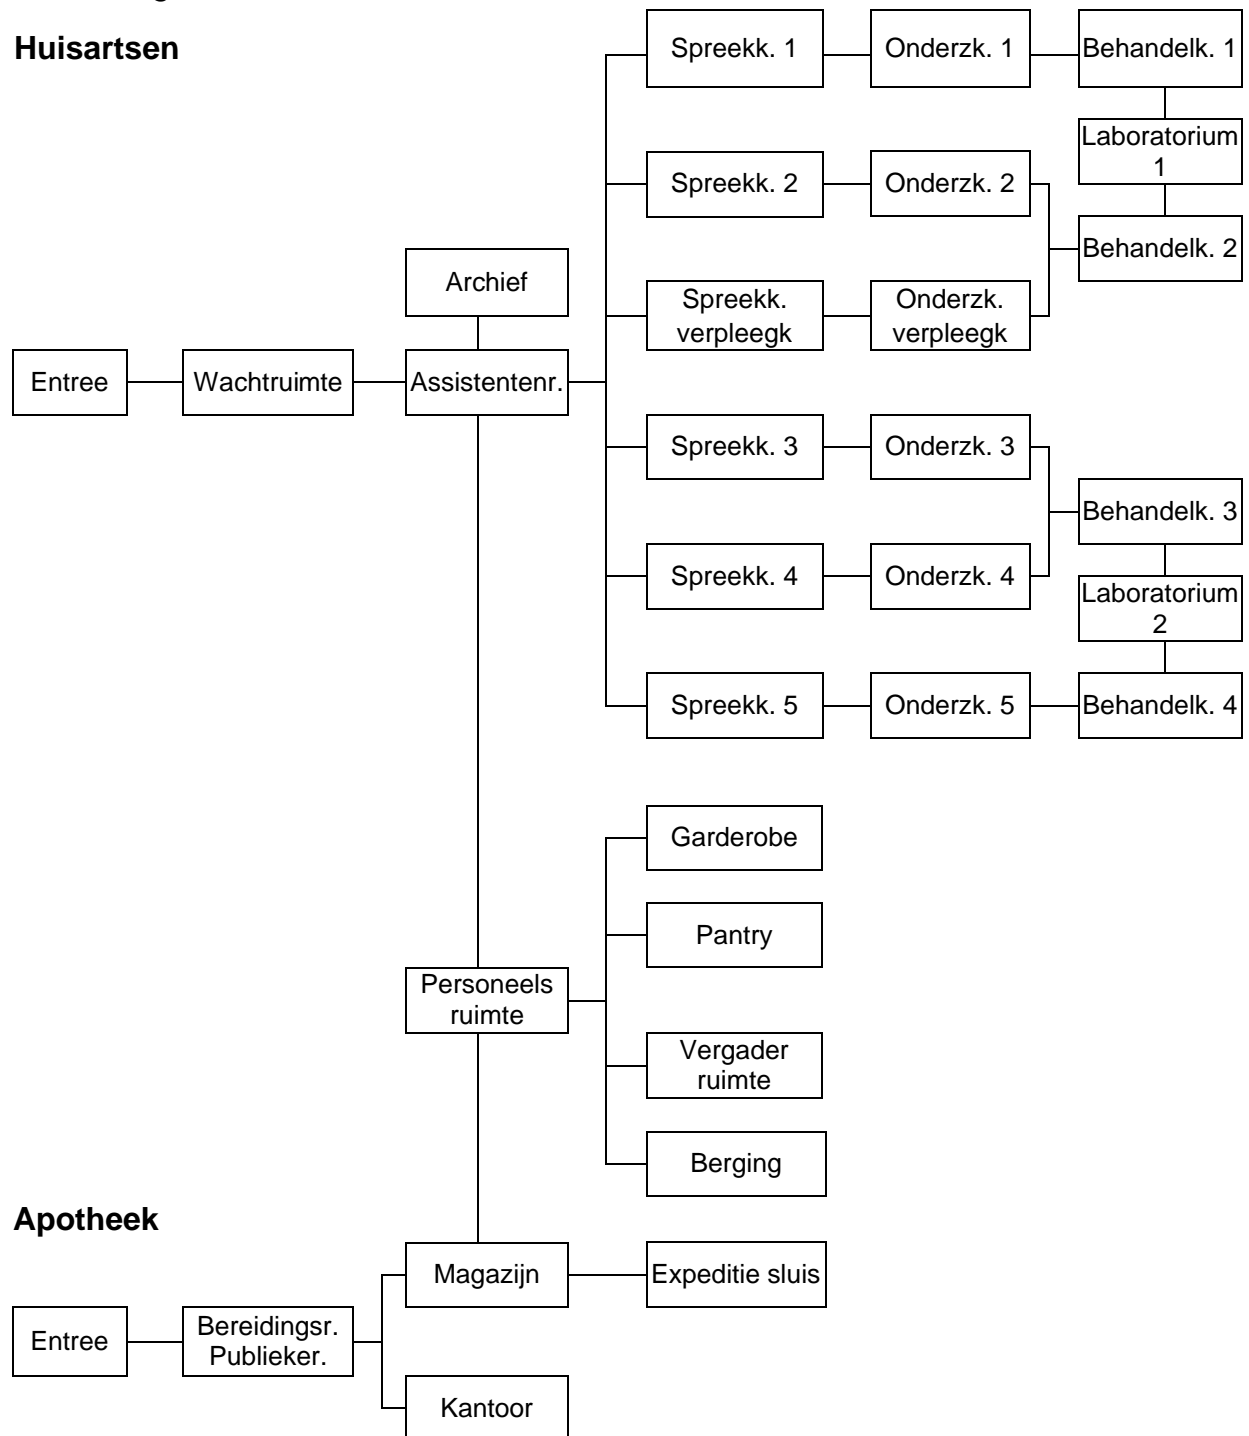 Huisartsen
Spreekk. 1
Onderzk. 1
Behandelk. 1
Laboratorium
1
Spreekk. 2
Onderzk. 2
Behandelk. 2
Archief
Spreekk.
verpleegk
Onderzk.
verpleegk
Entree
Wachtruimte
Assistentenr.
Spreekk. 3
Onderzk. 3
Behandelk. 3
Spreekk. 4
Onderzk. 4
Laboratorium
2
Spreekk. 5
Onderzk. 5
Behandelk. 4
Garderobe
Pantry
Personeels
ruimte
Vergader
ruimte
Berging
Apotheek
Magazijn
Expeditie sluis
Entree
Bereidingsr.
Publieker.
Kantoor